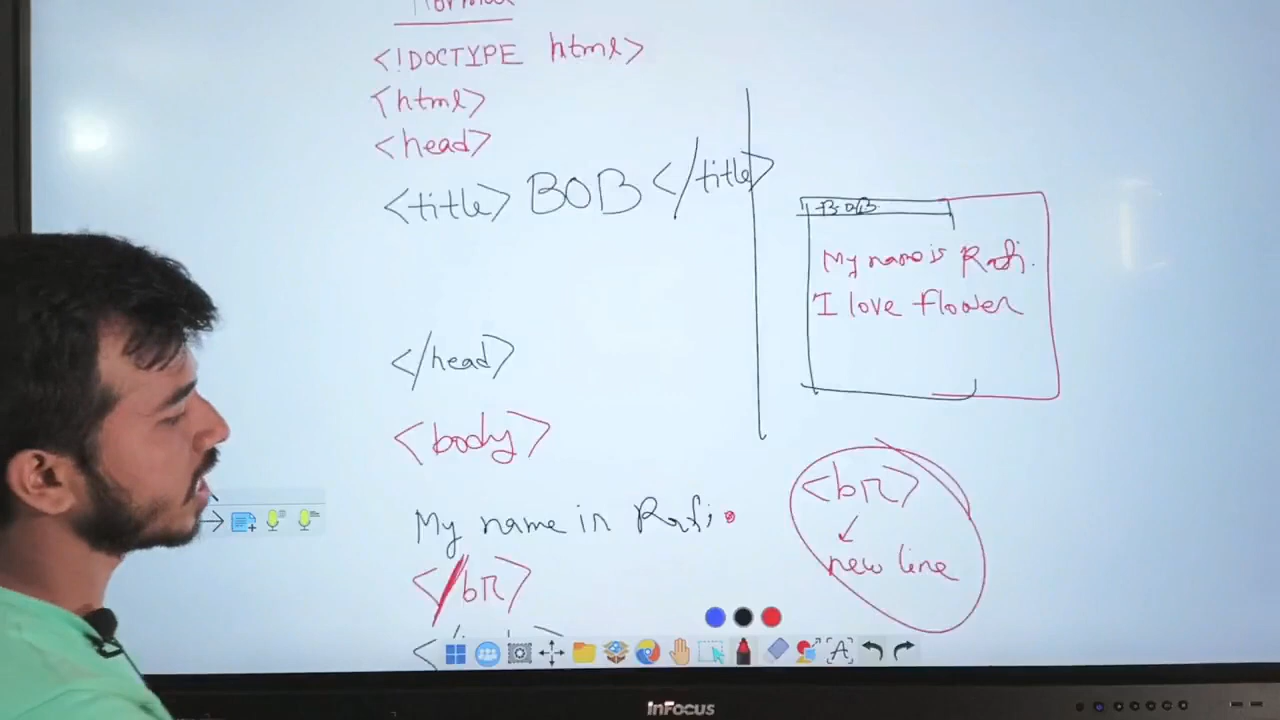 <!DOCTYPE html>
<html>
<head>
<title> BOB </title>
</head>
<body>
My name in Rafi.
</br>
BOB
My name is Rafi.
I love flower
<br>
new line
A
InFocus